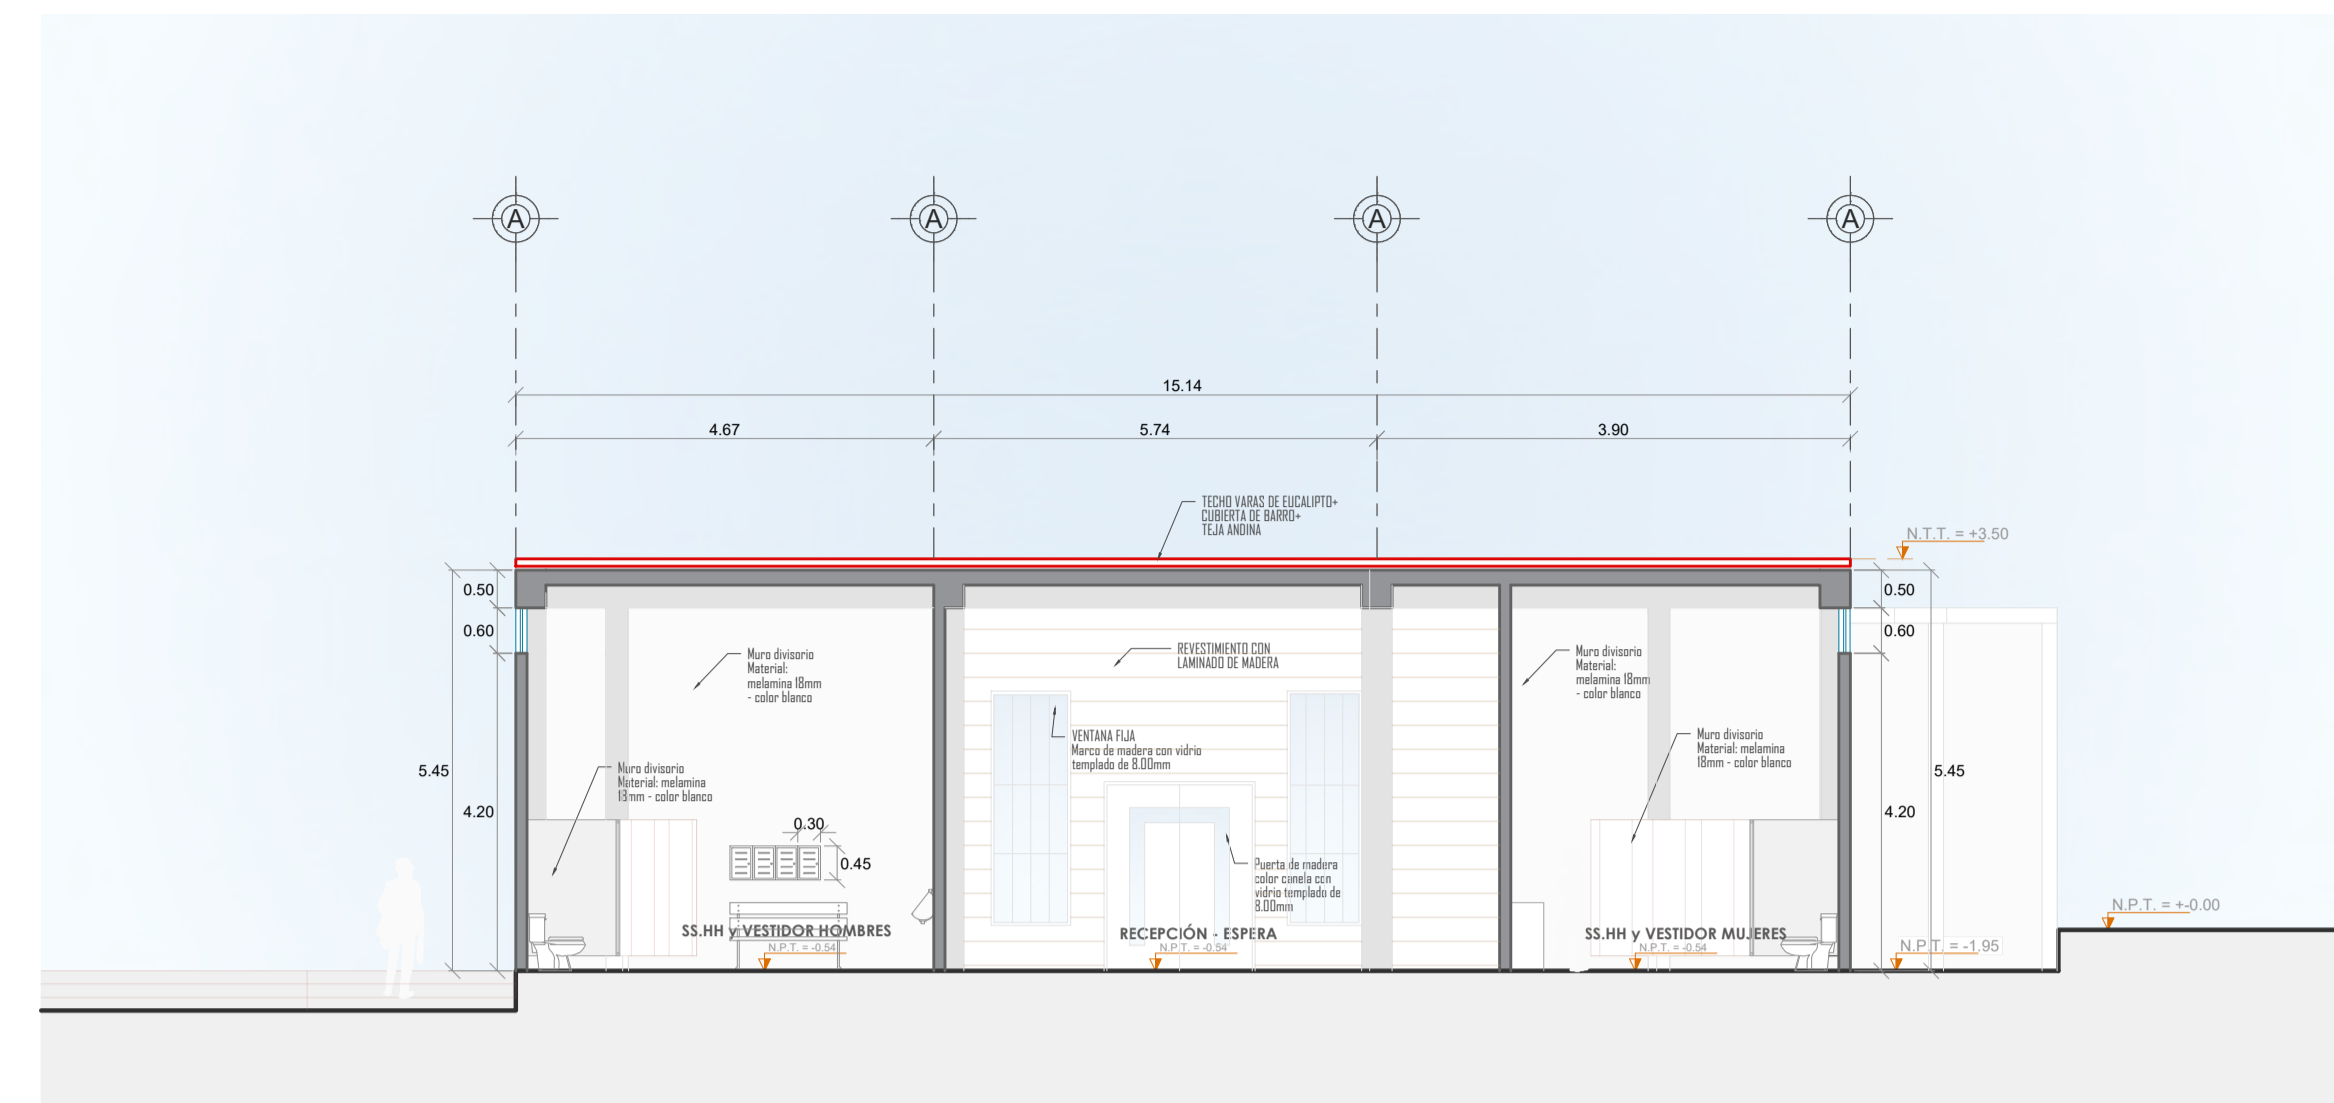 A A A A
15.14
4.67 5.74 3.90
TECHO VARAS DE EUCALIPTO+
CUBIERTA DE BARRO+
TEJA ANDINA
N.T.T. = +3.50
0.50
0.60
5.45
4.20
Muro divisorio
Material:
melamina 18mm
- color blanco
Muro divisorio
Material: melamina
18mm - color blanco
0.30
0.45
SS.HH y VESTIDOR HOMBRES
N.P.T. = -0.54
REVESTIMIENTO CON
LAMINADO DE MADERA
VENTANA FIJA
Marco de madera con vidrio
templado de 8.00mm
Puerta de madera
color canela con
vidrio templado de
8.00mm
RECEPCIÓN - ESPERA
N.P.T. = -0.54
Muro divisorio
Material:
melamina 18mm
- color blanco
Muro divisorio
Material: melamina
18mm - color blanco
SS.HH y VESTIDOR MUJERES
N.P.T. = -0.54
0.50
0.60
5.45
4.20
N.P.T. = +-0.00
N.P.T. = -1.95